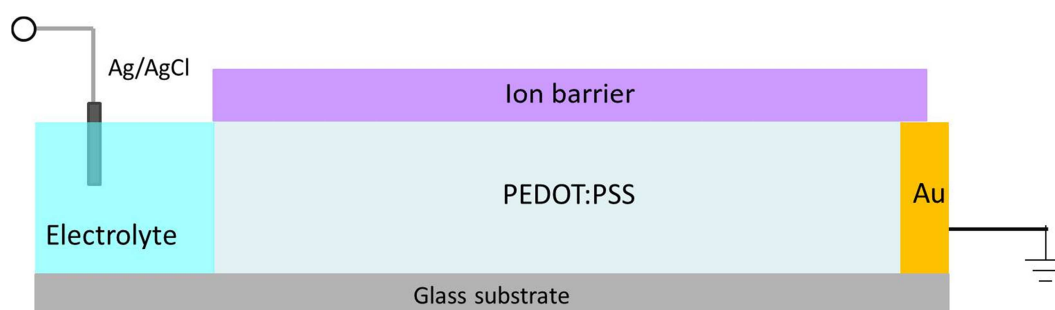 Ag/AgCl
Ion barrier
PEDOT:PSS
Au
Electrolyte
Glass substrate